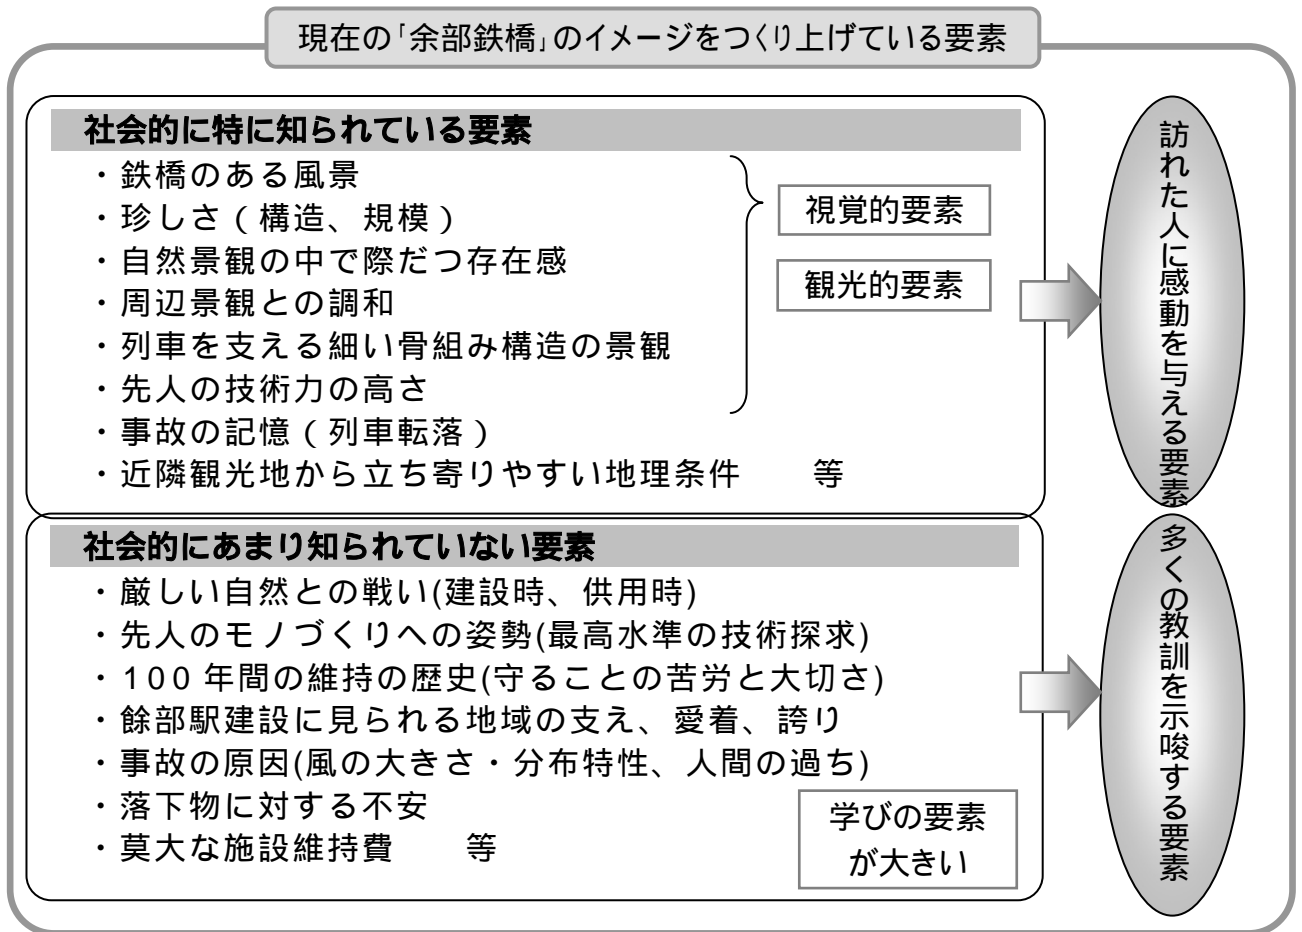 現在の「余部鉄橋」のイメージをつくり上げている要素
社会的に特に知られている要素
・鉄橋のある風景
・珍しさ（構造、規模）
・自然景観の中で際だつ存在感
・周辺景観との調和
・列車を支える細い骨組み構造の景観
・先人の技術力の高さ
・事故の記憶（列車転落）
・近隣観光地から立ち寄りやすい地理条件　　等
視覚的要素
観光的要素
訪れた人に感動を与える要素
社会的にあまり知られていない要素
・厳しい自然との戦い(建設時、供用時)
・先人のモノづくりへの姿勢(最高水準の技術探求)
・100年間の維持の歴史(守ることの苦労と大切さ)
・餘部駅建設に見られる地域の支え、愛着、誇り
・事故の原因(風の大きさ・分布特性、人間の過ち)
・落下物に対する不安
・莫大な施設維持費　　等
学びの要素
が大きい
多くの教訓を示唆する要素